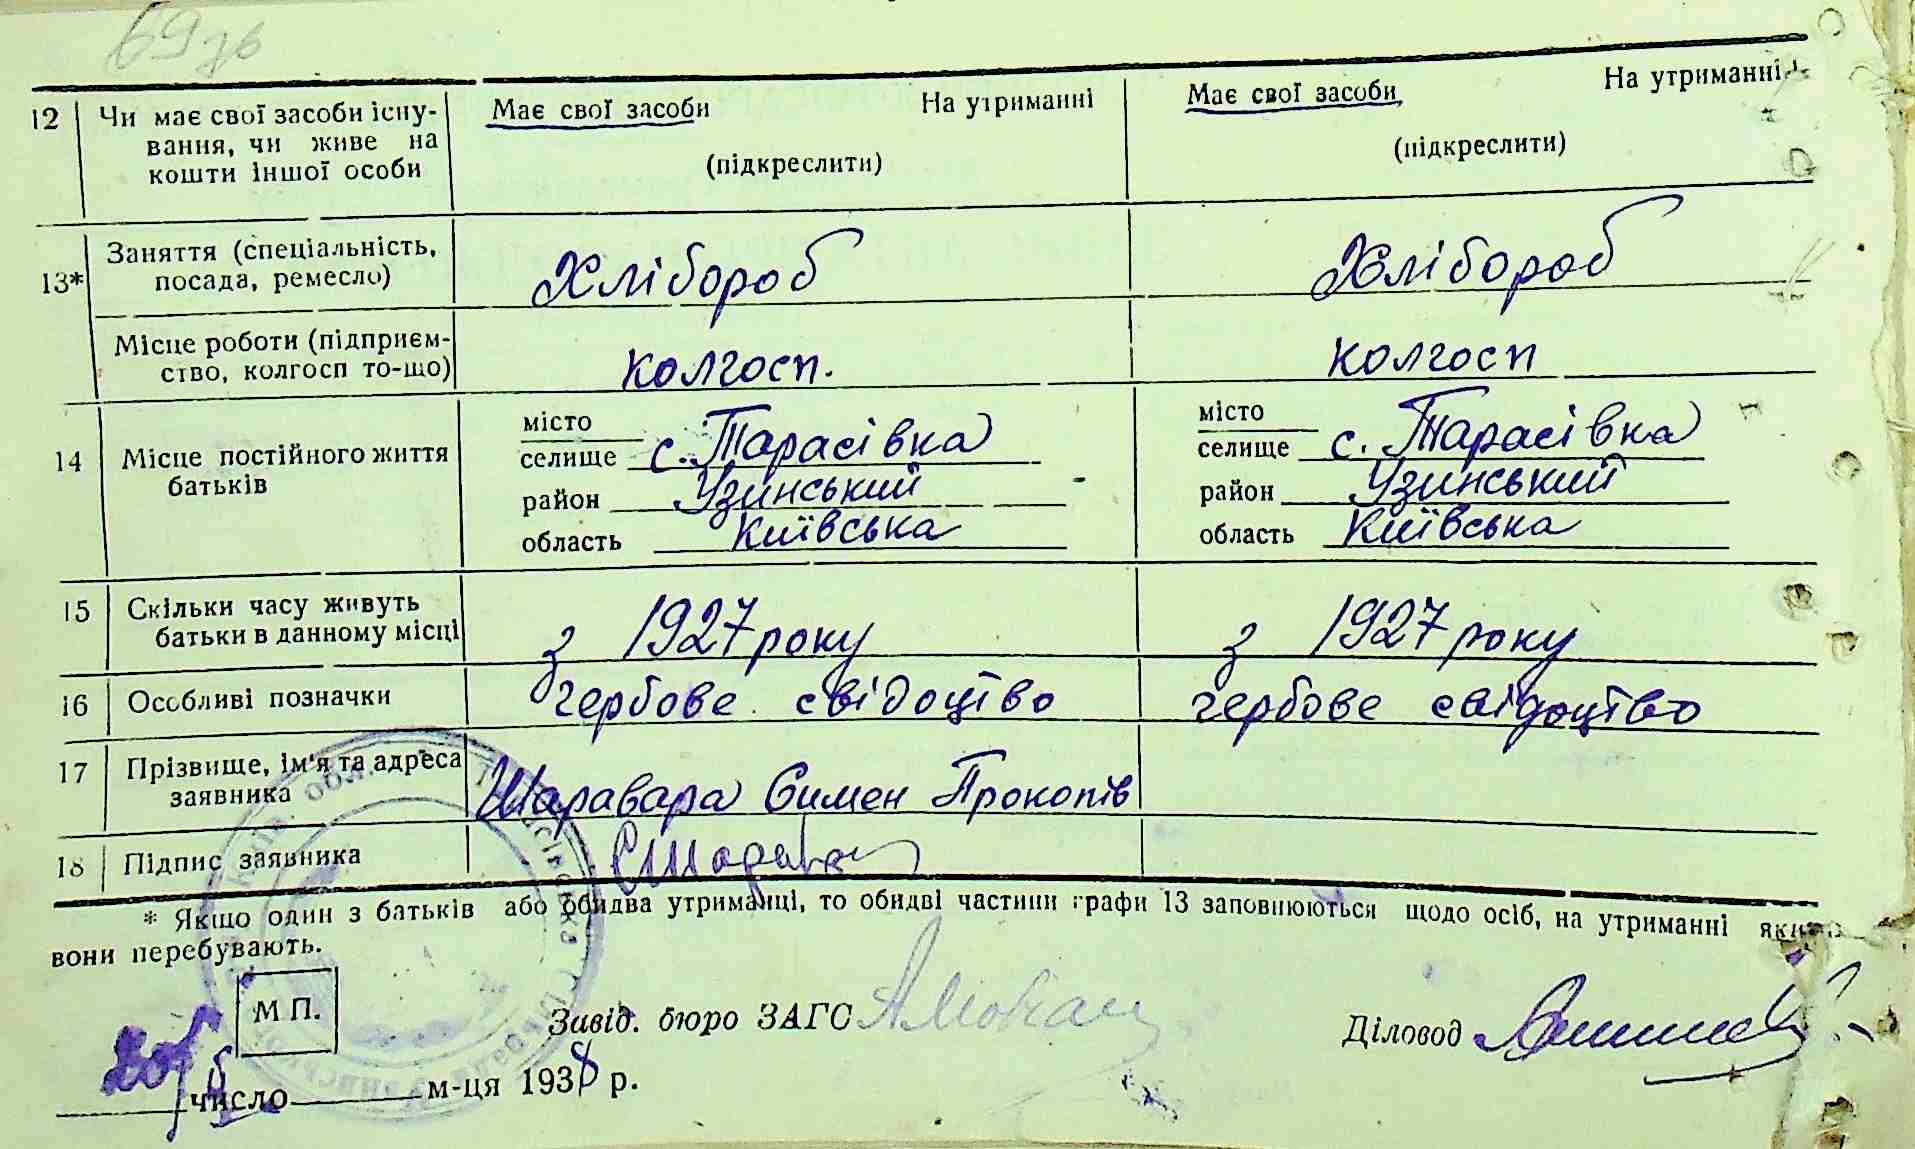 69 зв
12 Чи має свої засоби існу- Має свої засоби На утриманні Має свої засоби На утриманні
вання, чи живе на (підкреслити) (підкреслити)
кошти іншої особи
13* Заняття (спеціальність, Хлібороб Хлібороб
посада, ремесло)
Місце роботи (підприєм- колгосп. колгосп
ство, колгосп то-що)
14 Місце постійного життя місто місто
батьків селище с. Тарасівка селище с. Тарасівка
район Узинський район Узинський
область Київська область Київська
15 Скільки часу живуть з 1927 року з 1927 року
батьки в данному місці
16 Особливі позначки гербове свідоцтво гербове свідоцтво
17 Прізвище, ім'я та адреса Шаравара Симен Прокопів
заявника
18 Підпис заявника
* Якщо один з батьків або обидва утриманці, то обидві частини графи 13 заповнюються щодо осіб, на утриманні яких
вони перебувають.
М П. Завід. бюро ЗАГС Діловод
число м-ця 1938 р.